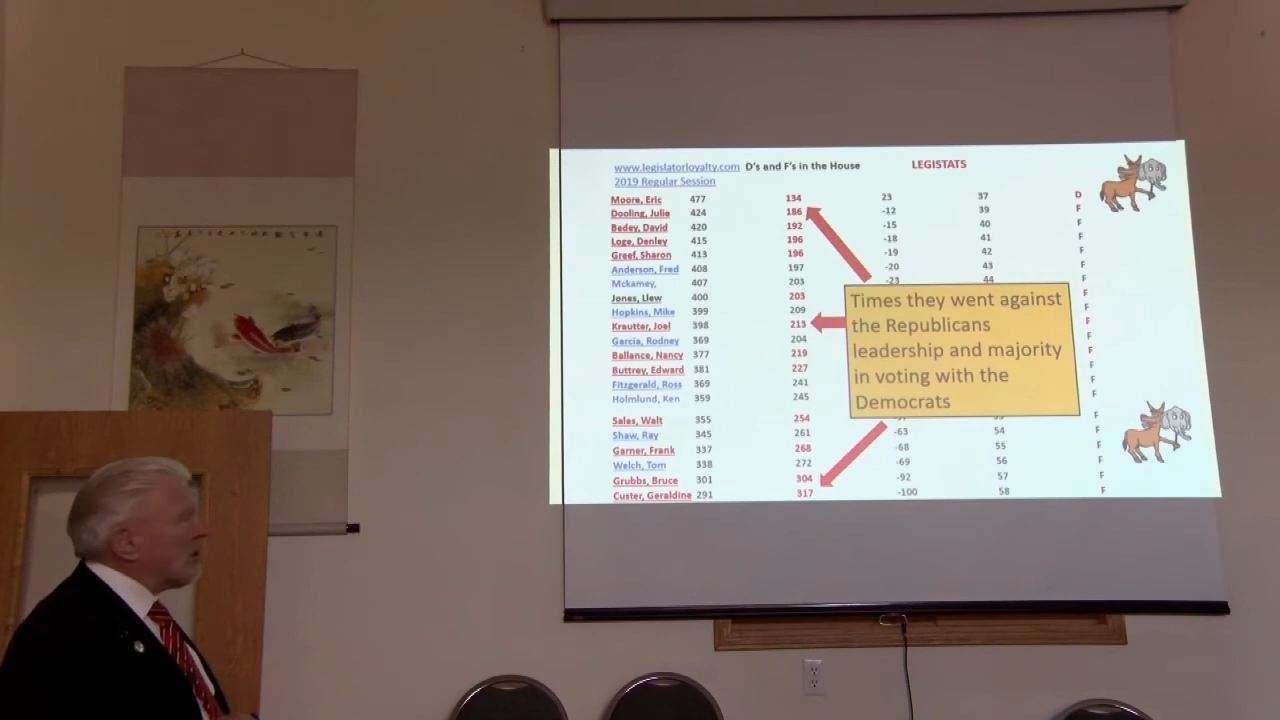 www.legislatorloyalty.com D's and F's in the House LEGISTATS
2019 Regular Session
Moore, Eric 477 134 23 37 D
Dooling, Julie 424 186 -12 39 F
Bedey, David 420 192 -15 40 F
Loge, Denley 415 196 -18 41 F
Greef, Sharon 413 196 -19 42 F
Anderson, Fred 408 197 -20 43 F
Mckamey, 407 203 -23 44 F
Jones, Llew 400 203 F
Hopkins, Mike 399 209 F
Krautter, Joel 398 213 F
Garcia, Rodney 369 204 F
Ballance, Nancy 377 219 F
Buttrey, Edward 381 227 F
Fitzgerald, Ross 369 241 F
Holmlund, Ken 359 245 F
Sales, Walt 355 254 F
Shaw, Ray 345 261 -63 54 F
Garner, Frank 337 268 -68 55 F
Welch, Tom 338 272 -69 56 F
Grubbs, Bruce 301 304 -92 57 F
Custer, Geraldine 291 317 -100 58 F
Times they went against
the Republicans
leadership and majority
in voting with the
Democrats